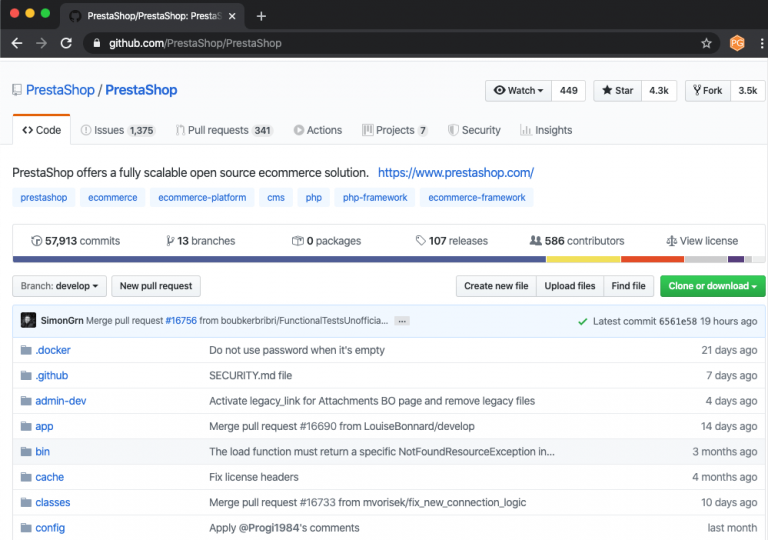 PrestaShop/PrestaShop: PrestaS
github.com/PrestaShop/PrestaShop
PG
PrestaShop / PrestaShop
Watch 449 Star 4.3k Fork 3.5k
Code Issues 1,375 Pull requests 341 Actions Projects 7 Security Insights
PrestaShop offers a fully scalable open source ecommerce solution. https://www.prestashop.com/
prestashop ecommerce ecommerce-platform cms php php-framework ecommerce-framework
57,913 commits 13 branches 0 packages 107 releases 586 contributors View license
Branch: develop New pull request Create new file Upload files Find file Clone or download
SimonGrn Merge pull request #16756 from boubkerbribri/FunctionalTestsUnofficia... ... Latest commit 6561e58 19 hours ago
.docker Do not use password when it's empty 21 days ago
.github SECURITY.md file 7 days ago
admin-dev Activate legacy_link for Attachments BO page and remove legacy files 4 days ago
app Merge pull request #16690 from LouiseBonnard/develop 14 days ago
bin The load function must return a specific NotFoundResourceException in... 3 months ago
cache Fix license headers 4 months ago
classes Merge pull request #16733 from mvorisek/fix_new_connection_logic 10 days ago
config Apply @Progi1984's comments last month